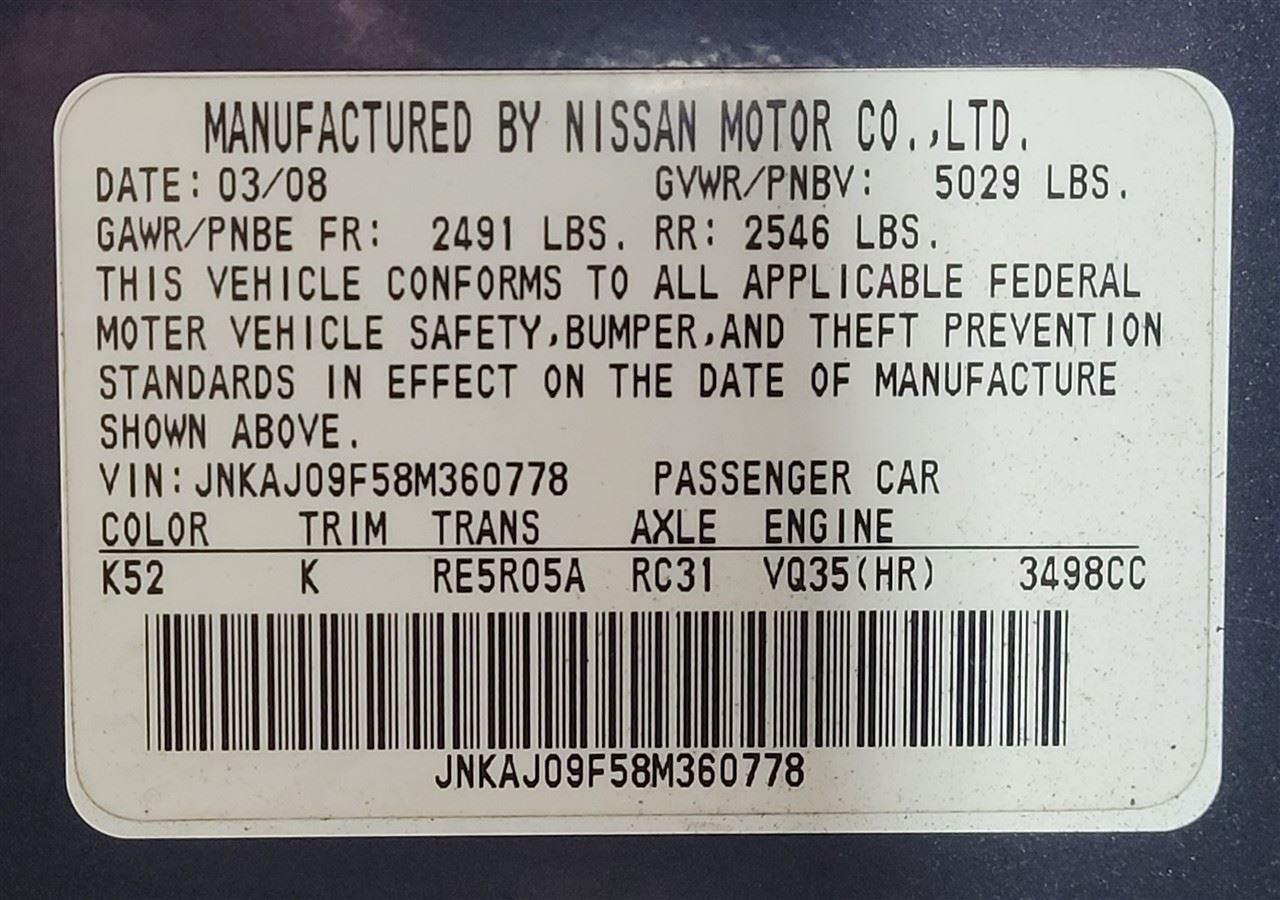 MANUFACTURED BY NISSAN MOTOR CO.,LTD.
DATE: 03/08 GVWR/PNBV: 5029 LBS.
GAWR/PNBE FR: 2491 LBS. RR: 2546 LBS.
THIS VEHICLE CONFORMS TO ALL APPLICABLE FEDERAL
MOTER VEHICLE SAFETY,BUMPER,AND THEFT PREVENTION
STANDARDS IN EFFECT ON THE DATE OF MANUFACTURE
SHOWN ABOVE.
VIN:JNKAJ09F58M360778 PASSENGER CAR
COLOR TRIM TRANS AXLE ENGINE
K52 K RE5R05A RC31 VQ35(HR) 3498CC
JNKAJ09F58M360778